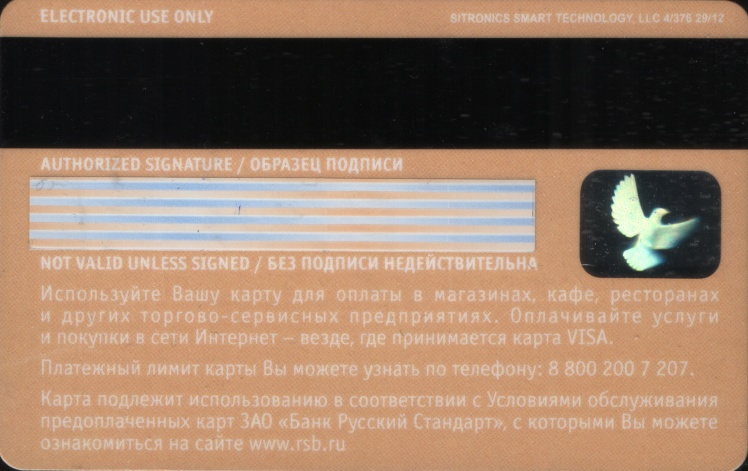 ELECTRONIC USE ONLY
SITRONICS SMART TECHNOLOGY, LLC 4/376 29/12
AUTHORIZED SIGNATURE / ОБРАЗЕЦ ПОДПИСИ
NOT VALID UNLESS SIGNED / БЕЗ ПОДПИСИ НЕДЕЙСТВИТЕЛЬНА
Используйте Вашу карту для оплаты в магазинах, кафе, ресторанах
и других торгово-сервисных предприятиях. Оплачивайте услуги
и покупки в сети Интернет – везде, где принимается карта VISA.
Платежный лимит карты Вы можете узнать по телефону: 8 800 200 7 207.
Карта подлежит использованию в соответствии с Условиями обслуживания
предоплаченных карт ЗАО «Банк Русский Стандарт», с которыми Вы можете
ознакомиться на сайте www.rsb.ru